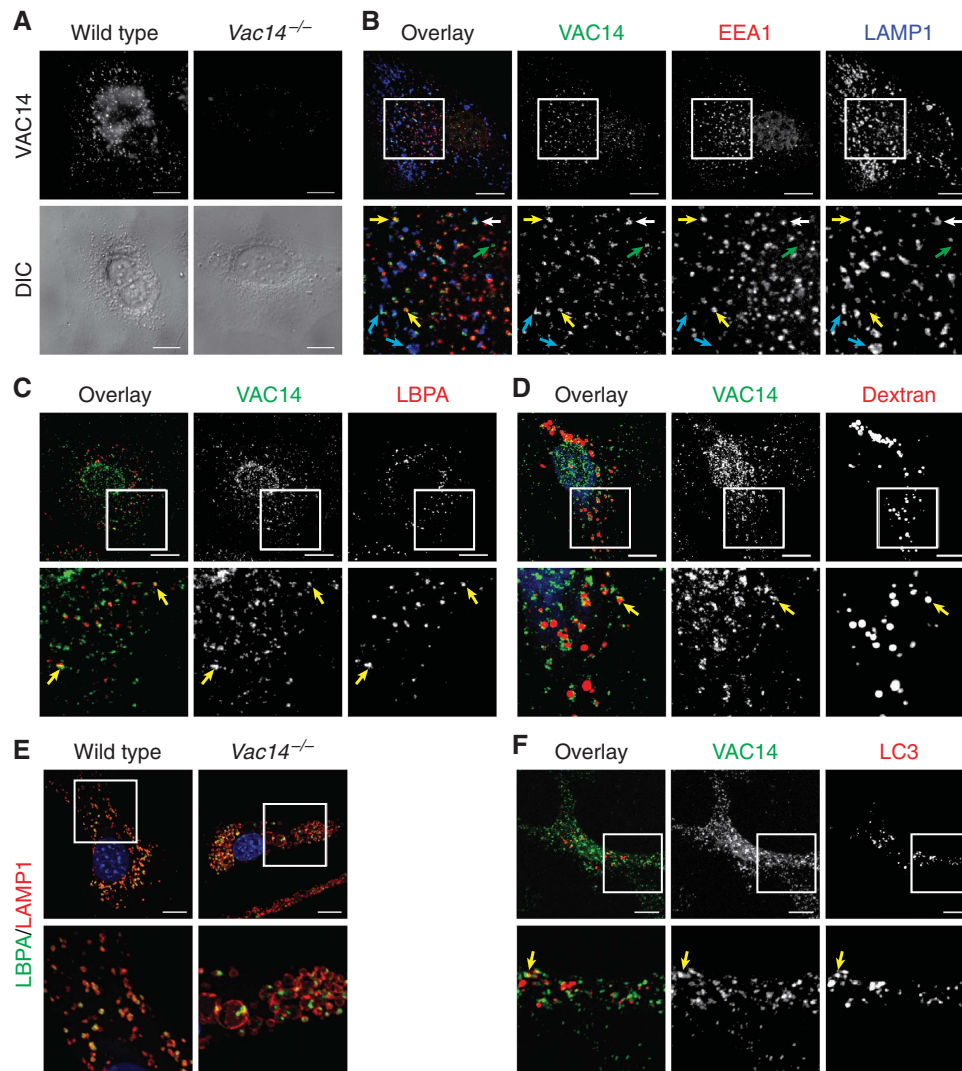 A
Wild type Vac14–/–
VAC14
DIC
B
Overlay VAC14 EEA1 LAMP1
C
Overlay VAC14 LBPA
D
Overlay VAC14 Dextran
E
Wild type Vac14–/–
LBPA/LAMP1
F
Overlay VAC14 LC3